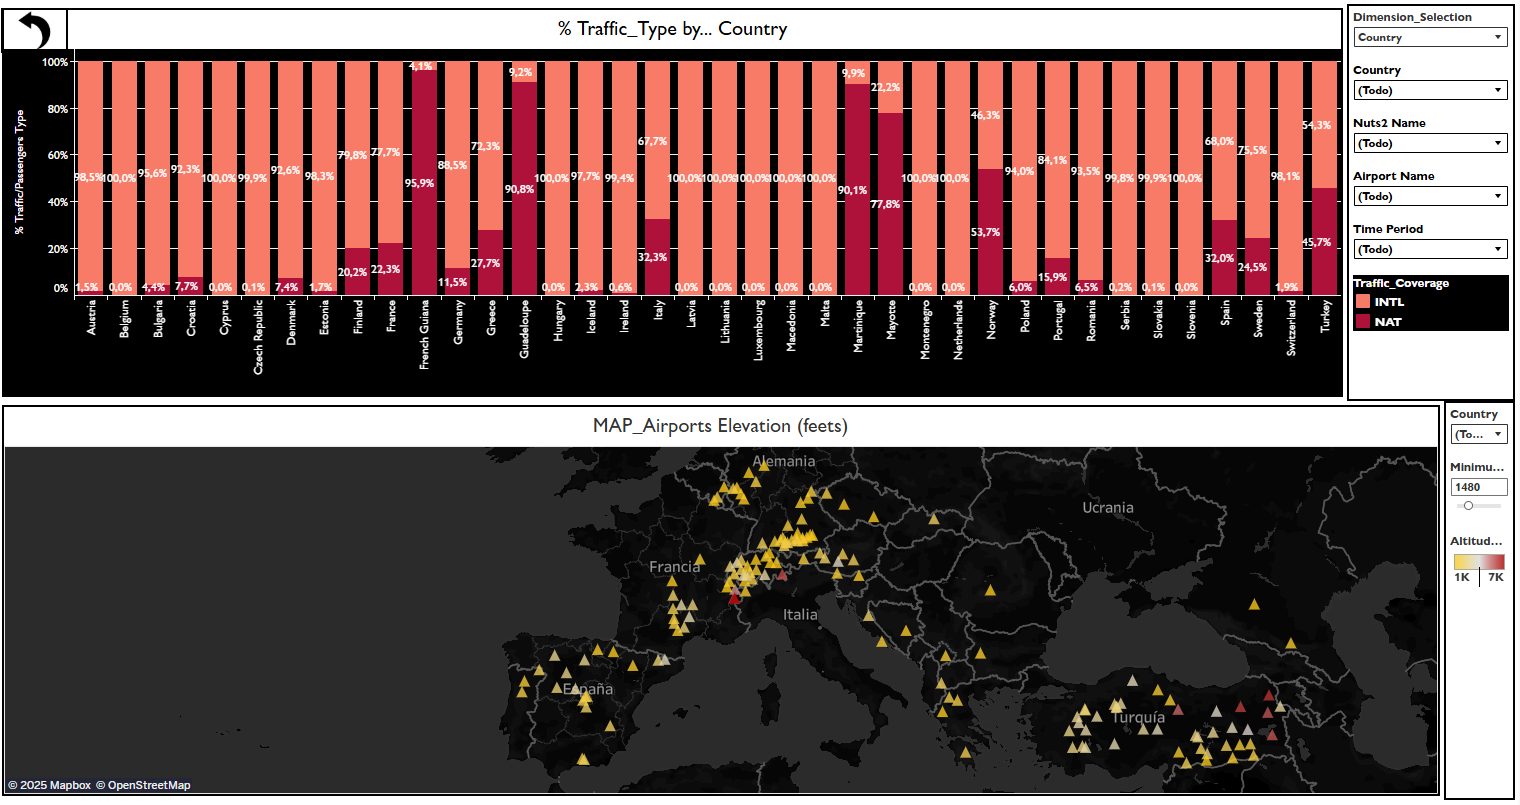 % Traffic_Type by... Country
% Traffic/Passengers Type
100%
80%
60%
40%
20%
0%
4,1%
9,2%
9,9%
22,2%
46,3%
54,3%
98,5%
100,0%
95,6%
92,3%
100,0%
99,9%
92,6%
98,3%
79,8%
77,7%
95,9%
88,5%
72,3%
90,8%
100,0%
97,7%
99,4%
67,7%
100,0%
100,0%
100,0%
100,0%
100,0%
90,1%
77,8%
100,0%
100,0%
53,7%
94,0%
84,1%
93,5%
99,8%
99,9%
100,0%
68,0%
75,5%
98,1%
45,7%
1,5%
0,0%
4,4%
7,7%
0,0%
0,1%
7,4%
1,7%
20,2%
22,3%
11,5%
27,7%
0,0%
2,3%
0,6%
32,3%
0,0%
0,0%
0,0%
0,0%
0,0%
0,0%
0,0%
6,0%
15,9%
6,5%
0,2%
0,1%
0,0%
32,0%
24,5%
1,9%
Austria
Belgium
Bulgaria
Croatia
Cyprus
Czech Republic
Denmark
Estonia
Finland
France
French Guiana
Germany
Greece
Guadeloupe
Hungary
Iceland
Ireland
Italy
Latvia
Lithuania
Luxembourg
Macedonia
Malta
Martinique
Mayotte
Montenegro
Netherlands
Norway
Poland
Portugal
Romania
Serbia
Slovakia
Slovenia
Spain
Sweden
Switzerland
Turkey
Dimension_Selection
Country
Country
(Todo)
Nuts2 Name
(Todo)
Airport Name
(Todo)
Time Period
(Todo)
Traffic_Coverage
INTL
NAT
MAP_Airports Elevation (feets)
Alemania
Ucrania
Francia
Italia
España
Turquía
© 2025 Mapbox © OpenStreetMap
Country
(To...
Minimu...
1480
Altitud...
1K 7K